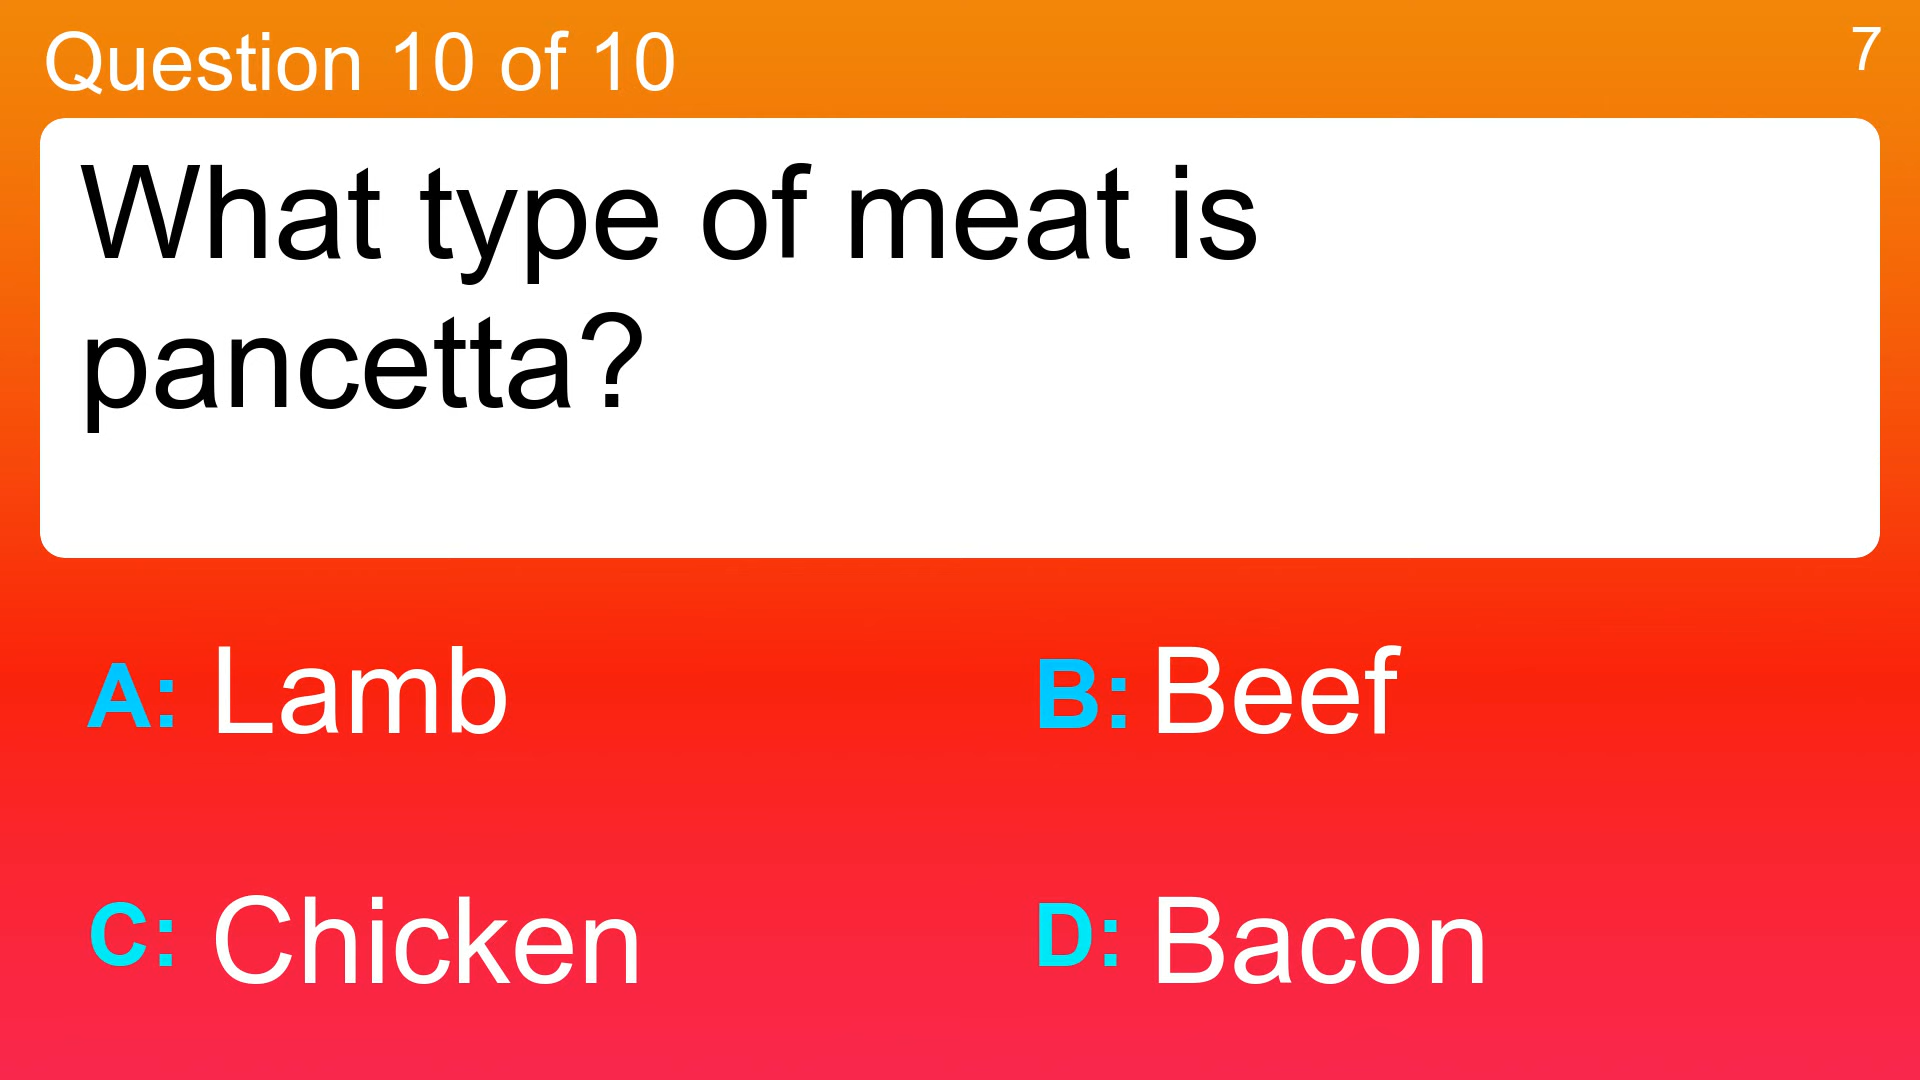 Question 10 of 10
7
What type of meat is
pancetta?
A: Lamb
B: Beef
C: Chicken
D: Bacon